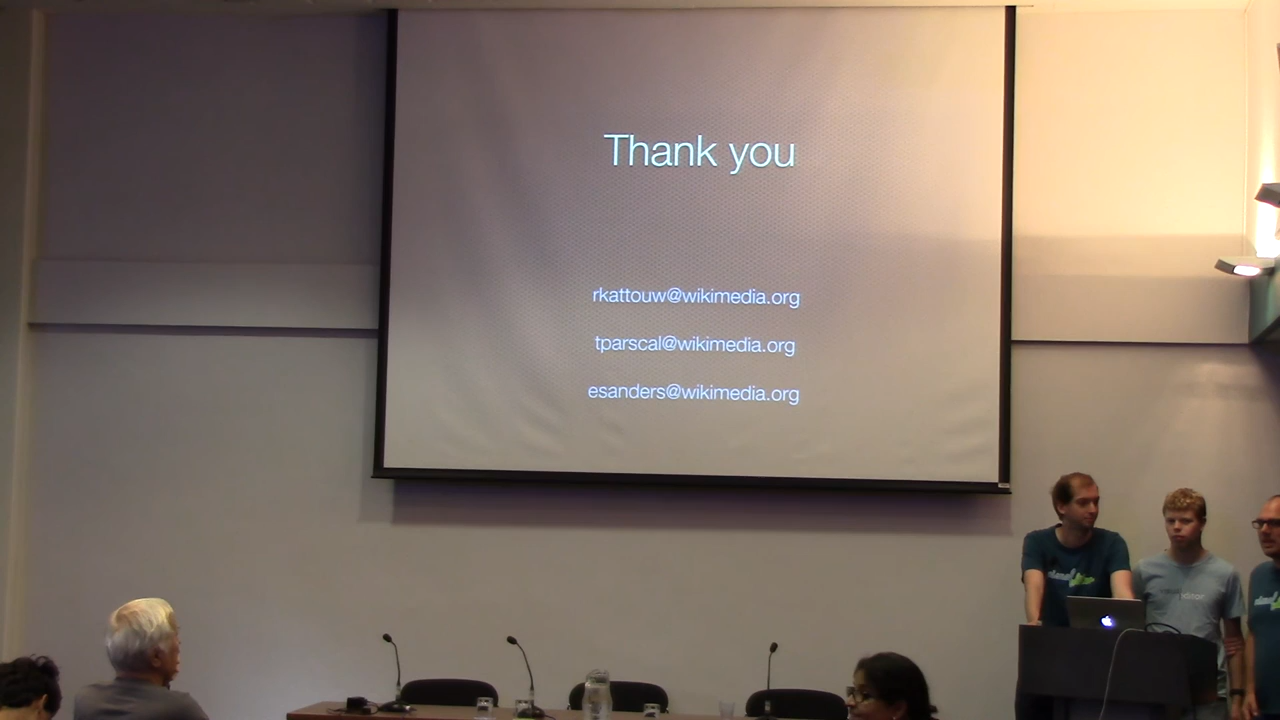 Thank you
rkattouw@wikimedia.org
tparscal@wikimedia.org
esanders@wikimedia.org